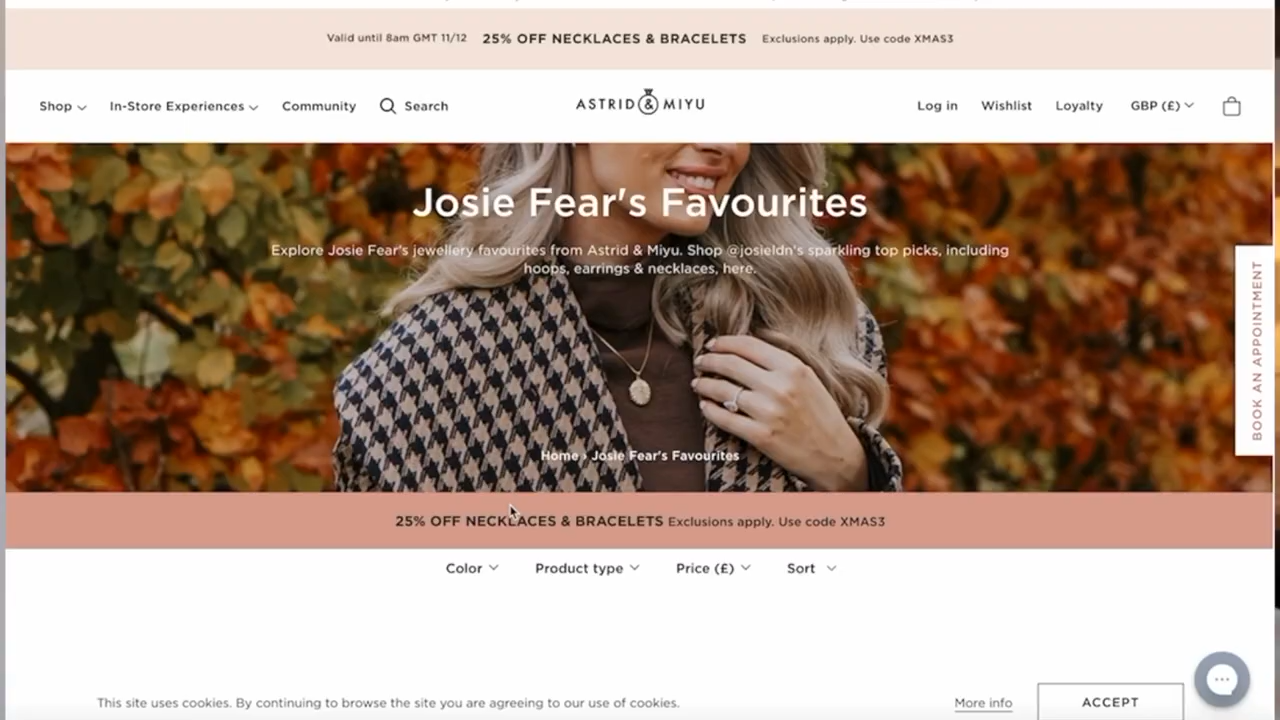 Valid until 8am GMT 11/12 25% OFF NECKLACES & BRACELETS Exclusions apply. Use code XMAS3
Shop In-Store Experiences Community Search ASTRID & MIYU Log in Wishlist Loyalty GBP (£)
Josie Fear's Favourites
Explore Josie Fear's jewellery favourites from Astrid & Miyu. Shop @josieldn's sparkling top picks, including
hoops, earrings & necklaces, here.
BOOK AN APPOINTMENT
Home › Josie Fear's Favourites
25% OFF NECKLACES & BRACELETS Exclusions apply. Use code XMAS3
Color Product type Price (£) Sort
This site uses cookies. By continuing to browse the site you are agreeing to our use of cookies. More info ACCEPT